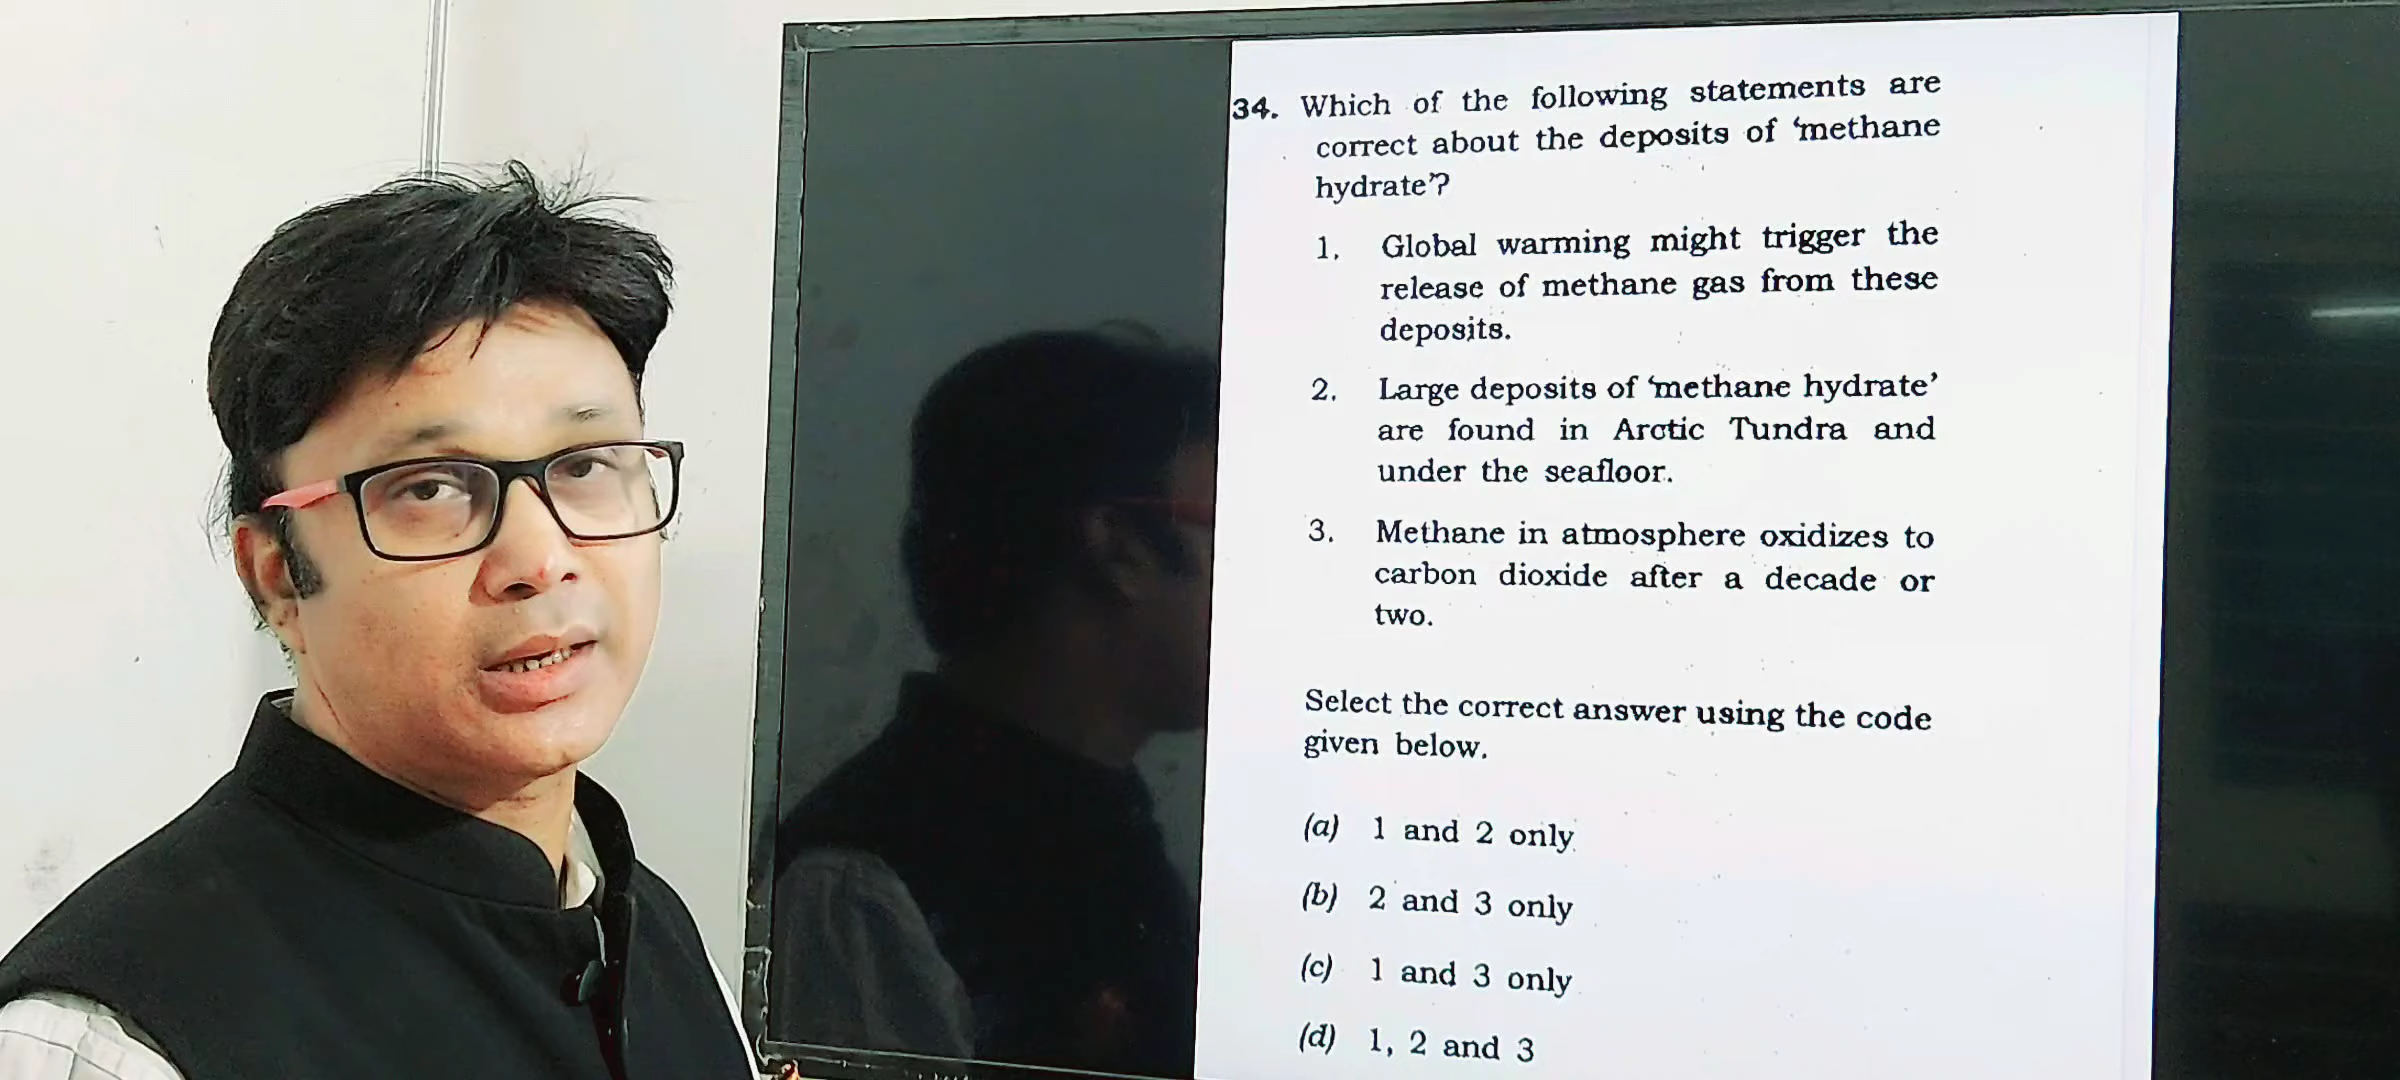 34. Which of the following statements are
correct about the deposits of ‘methane
hydrate’?
1. Global warming might trigger the
release of methane gas from these
deposits.
2. Large deposits of ‘methane hydrate’
are found in Arctic Tundra and
under the seafloor.
3. Methane in atmosphere oxidizes to
carbon dioxide after a decade or
two.
Select the correct answer using the code
given below.
(a) 1 and 2 only
(b) 2 and 3 only
(c) 1 and 3 only
(d) 1, 2 and 3